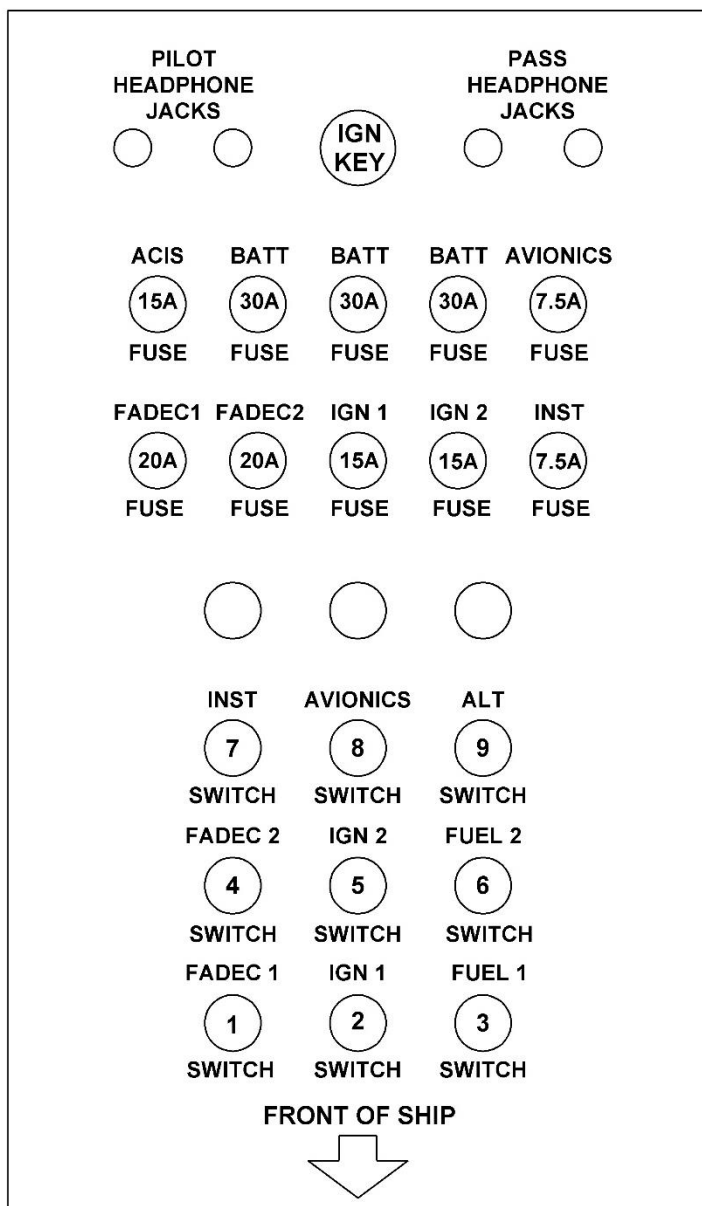 PILOT
HEADPHONE
JACKS
PASS
HEADPHONE
JACKS
IGN
KEY
ACIS BATT BATT BATT AVIONICS
15A 30A 30A 30A 7.5A
FUSE FUSE FUSE FUSE FUSE
FADEC1 FADEC2 IGN 1 IGN 2 INST
20A 20A 15A 15A 7.5A
FUSE FUSE FUSE FUSE FUSE
INST AVIONICS ALT
7 8 9
SWITCH SWITCH SWITCH
FADEC 2 IGN 2 FUEL 2
4 5 6
SWITCH SWITCH SWITCH
FADEC 1 IGN 1 FUEL 1
1 2 3
SWITCH SWITCH SWITCH
FRONT OF SHIP